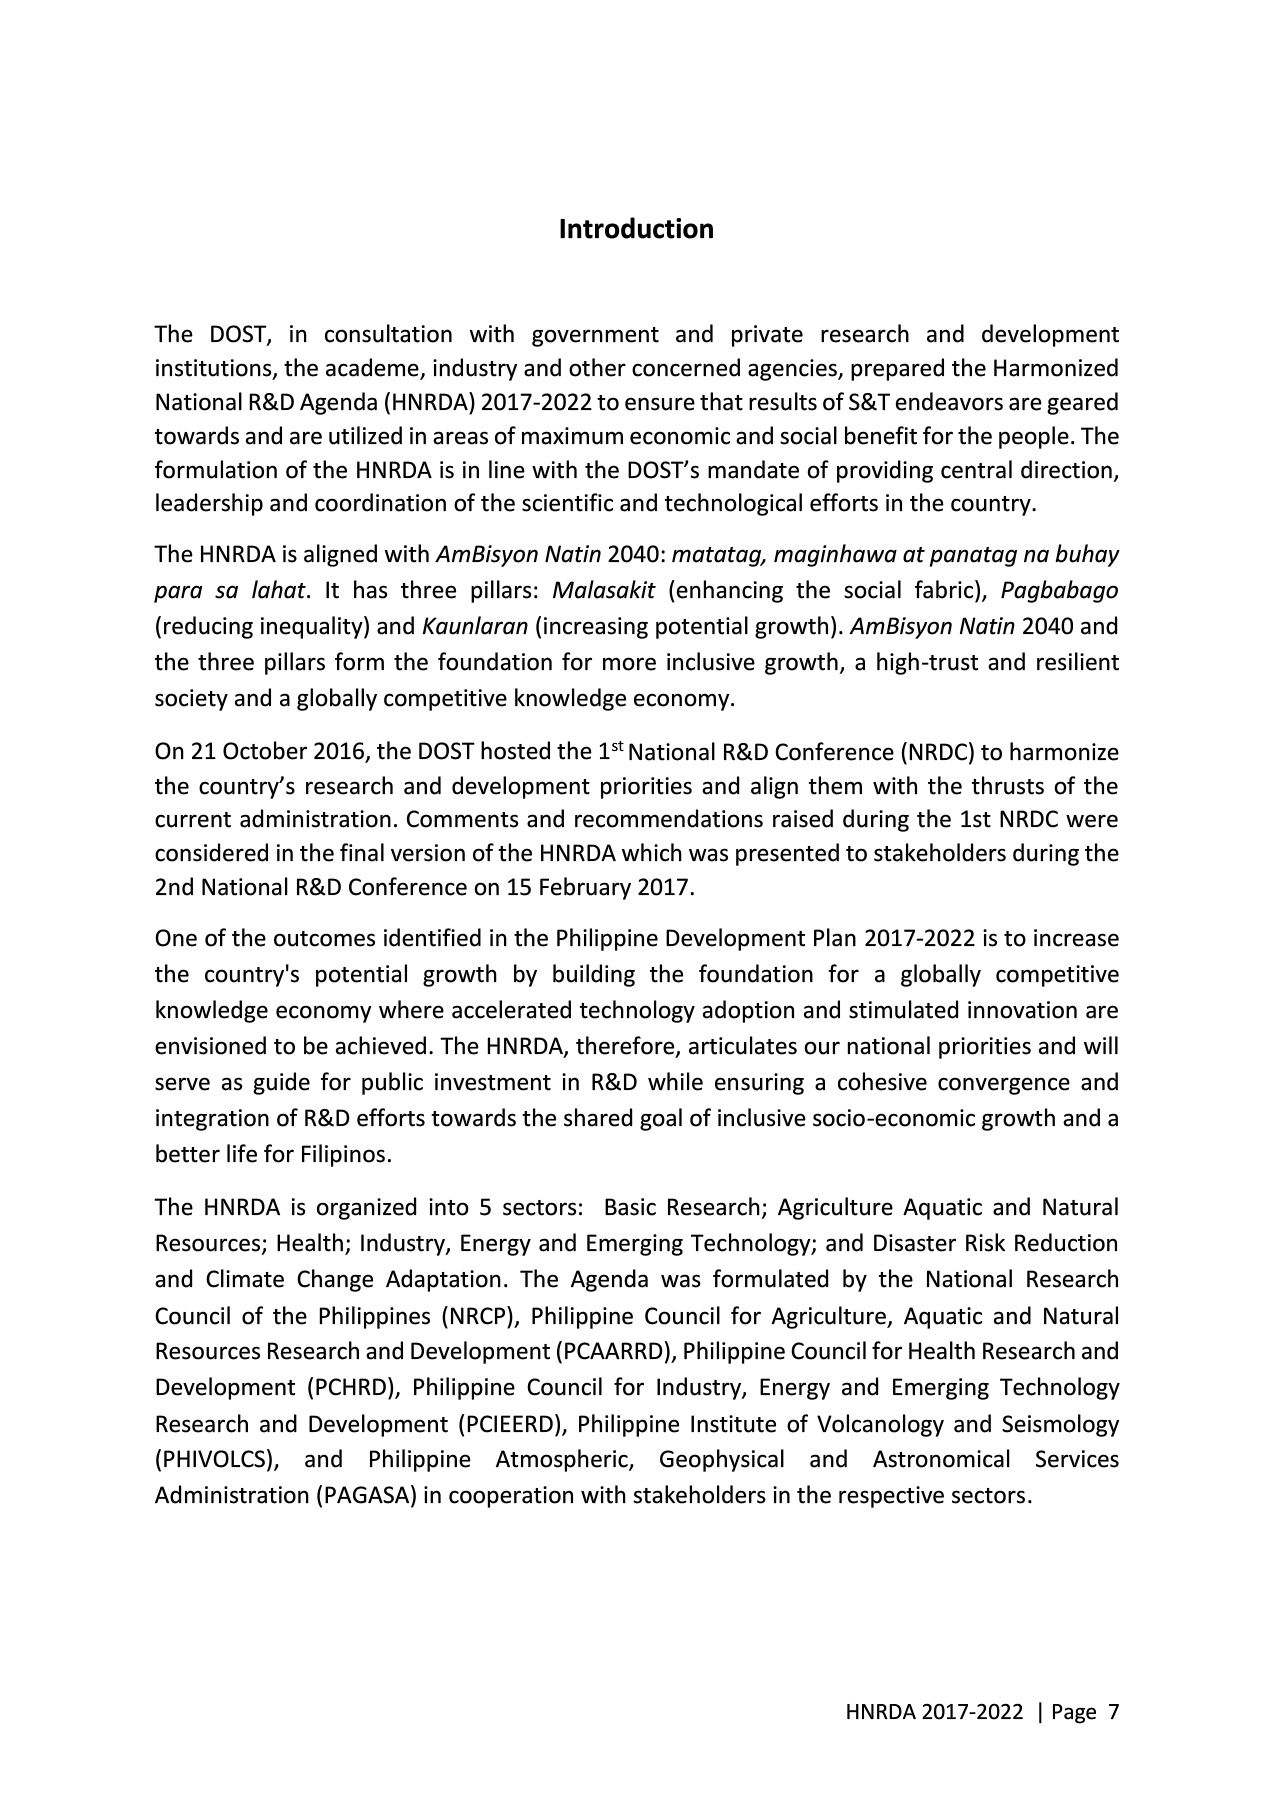 Introduction
The DOST, in consultation with government and private research and development
institutions, the academe, industry and other concerned agencies, prepared the Harmonized
National R&D Agenda (HNRDA) 2017-2022 to ensure that results of S&T endeavors are geared
towards and are utilized in areas of maximum economic and social benefit for the people. The
formulation of the HNRDA is in line with the DOST’s mandate of providing central direction,
leadership and coordination of the scientific and technological efforts in the country.
The HNRDA is aligned with AmBisyon Natin 2040: matatag, maginhawa at panatag na buhay
para sa lahat. It has three pillars: Malasakit (enhancing the social fabric), Pagbabago
(reducing inequality) and Kaunlaran (increasing potential growth). AmBisyon Natin 2040 and
the three pillars form the foundation for more inclusive growth, a high-trust and resilient
society and a globally competitive knowledge economy.
On 21 October 2016, the DOST hosted the 1st National R&D Conference (NRDC) to harmonize
the country’s research and development priorities and align them with the thrusts of the
current administration. Comments and recommendations raised during the 1st NRDC were
considered in the final version of the HNRDA which was presented to stakeholders during the
2nd National R&D Conference on 15 February 2017.
One of the outcomes identified in the Philippine Development Plan 2017-2022 is to increase
the country's potential growth by building the foundation for a globally competitive
knowledge economy where accelerated technology adoption and stimulated innovation are
envisioned to be achieved. The HNRDA, therefore, articulates our national priorities and will
serve as guide for public investment in R&D while ensuring a cohesive convergence and
integration of R&D efforts towards the shared goal of inclusive socio-economic growth and a
better life for Filipinos.
The HNRDA is organized into 5 sectors: Basic Research; Agriculture Aquatic and Natural
Resources; Health; Industry, Energy and Emerging Technology; and Disaster Risk Reduction
and Climate Change Adaptation. The Agenda was formulated by the National Research
Council of the Philippines (NRCP), Philippine Council for Agriculture, Aquatic and Natural
Resources Research and Development (PCAARRD), Philippine Council for Health Research and
Development (PCHRD), Philippine Council for Industry, Energy and Emerging Technology
Research and Development (PCIEERD), Philippine Institute of Volcanology and Seismology
(PHIVOLCS), and Philippine Atmospheric, Geophysical and Astronomical Services
Administration (PAGASA) in cooperation with stakeholders in the respective sectors.
HNRDA 2017-2022 | Page 7